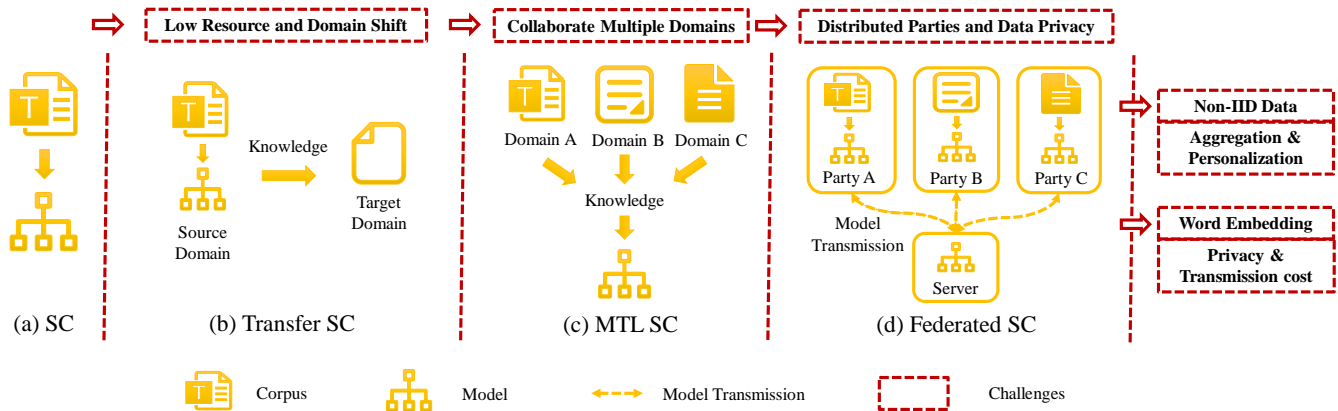 Low Resource and Domain Shift
Collaborate Multiple Domains
Distributed Parties and Data Privacy
T
(a) SC
T
Knowledge
Source
Domain
Target
Domain
(b) Transfer SC
T
Domain A
Domain B
Domain C
Knowledge
(c) MTL SC
T
Party A
Party B
Party C
Model
Transmission
Server
(d) Federated SC
Non-IID Data
Aggregation &
Personalization
Word Embedding
Privacy &
Transmission cost
T
Corpus
Model
Model Transmission
Challenges